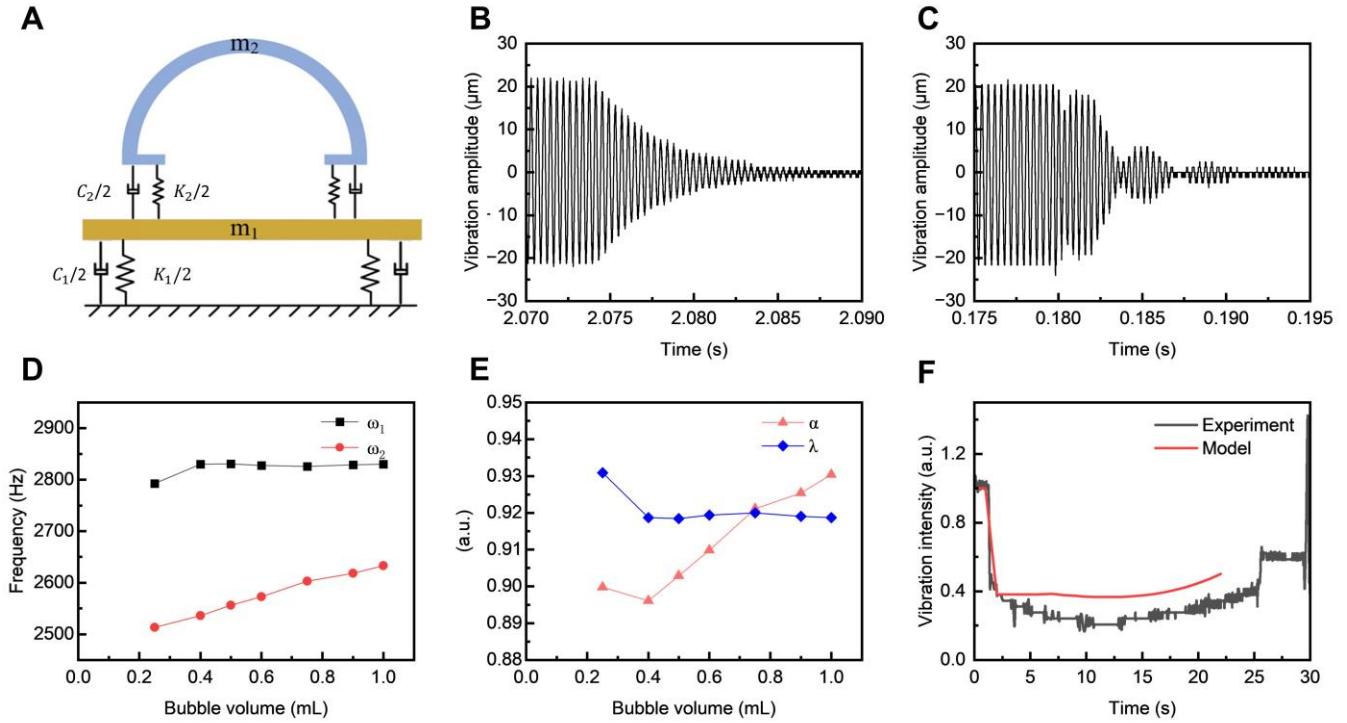 A
m₂
C₂/2
K₂/2
m₁
C₁/2
K₁/2
B
Vibration amplitude (μm)
30
20
10
0
−10
−20
−30
2.070 2.075 2.080 2.085 2.090
Time (s)
C
Vibration amplitude (μm)
30
20
10
0
−10
−20
−30
0.175 0.180 0.185 0.190 0.195
Time (s)
D
Frequency (Hz)
ω₁
ω₂
2900
2800
2700
2600
2500
0.0 0.2 0.4 0.6 0.8 1.0
Bubble volume (mL)
E
(a.u.)
α
λ
0.95
0.94
0.93
0.92
0.91
0.90
0.89
0.88
0.0 0.2 0.4 0.6 0.8 1.0
Bubble volume (mL)
F
Vibration intensity (a.u.)
Experiment
Model
1.2
0.8
0.4
0.0
0 5 10 15 20 25 30
Time (s)